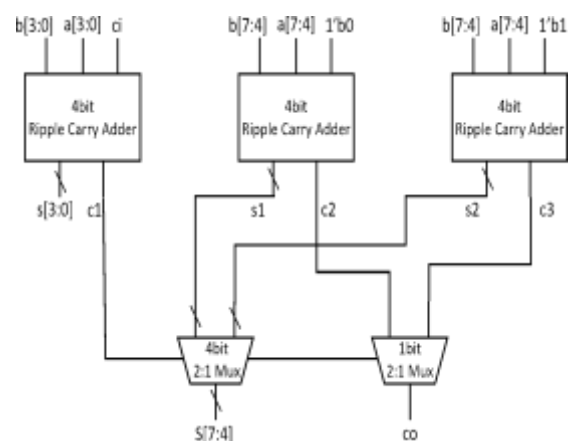 b[3:0] a[3:0] ci
b[7:4] a[7:4] 1'b0
b[7:4] a[7:4] 1'b1
4bit
Ripple Carry Adder
4bit
Ripple Carry Adder
4bit
Ripple Carry Adder
s[3:0] c1
s1 c2
s2 c3
4bit
2:1 Mux
1bit
2:1 Mux
S[7:4]
co